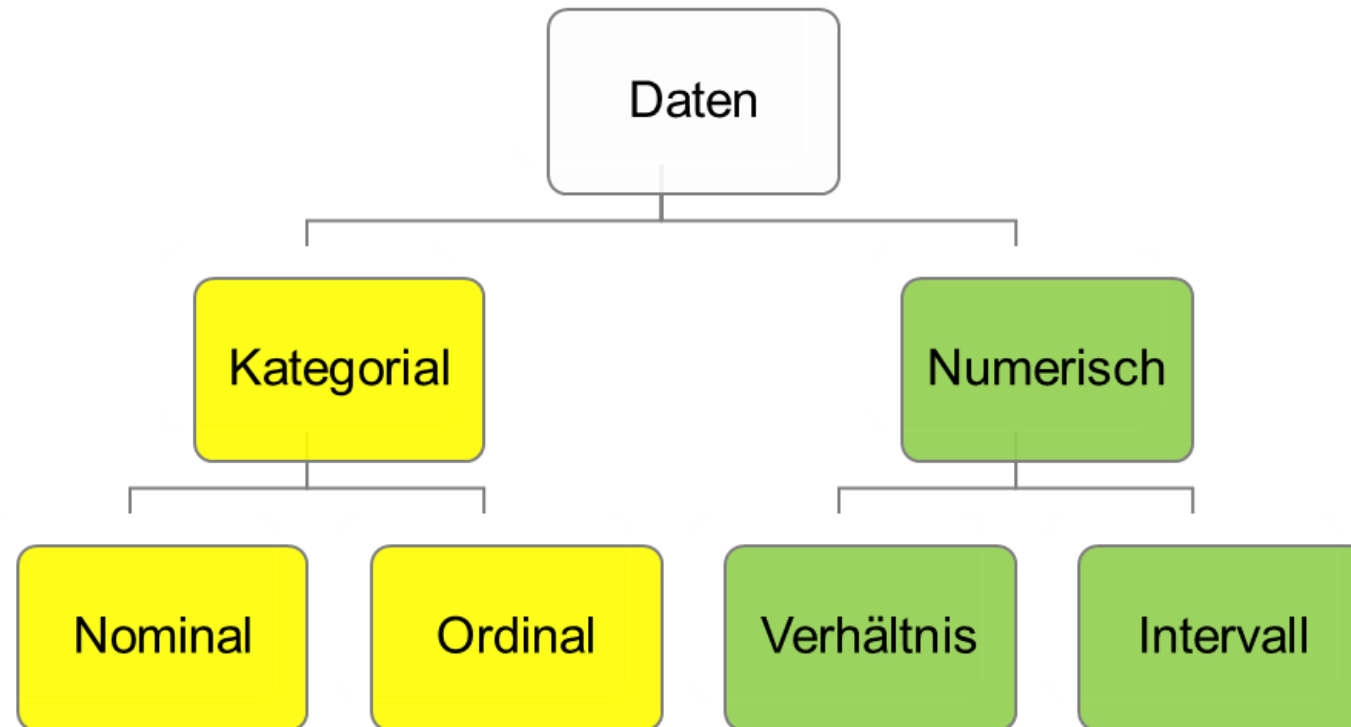 Daten
Kategorial
Numerisch
Nominal
Ordinal
Verhältnis
Intervall